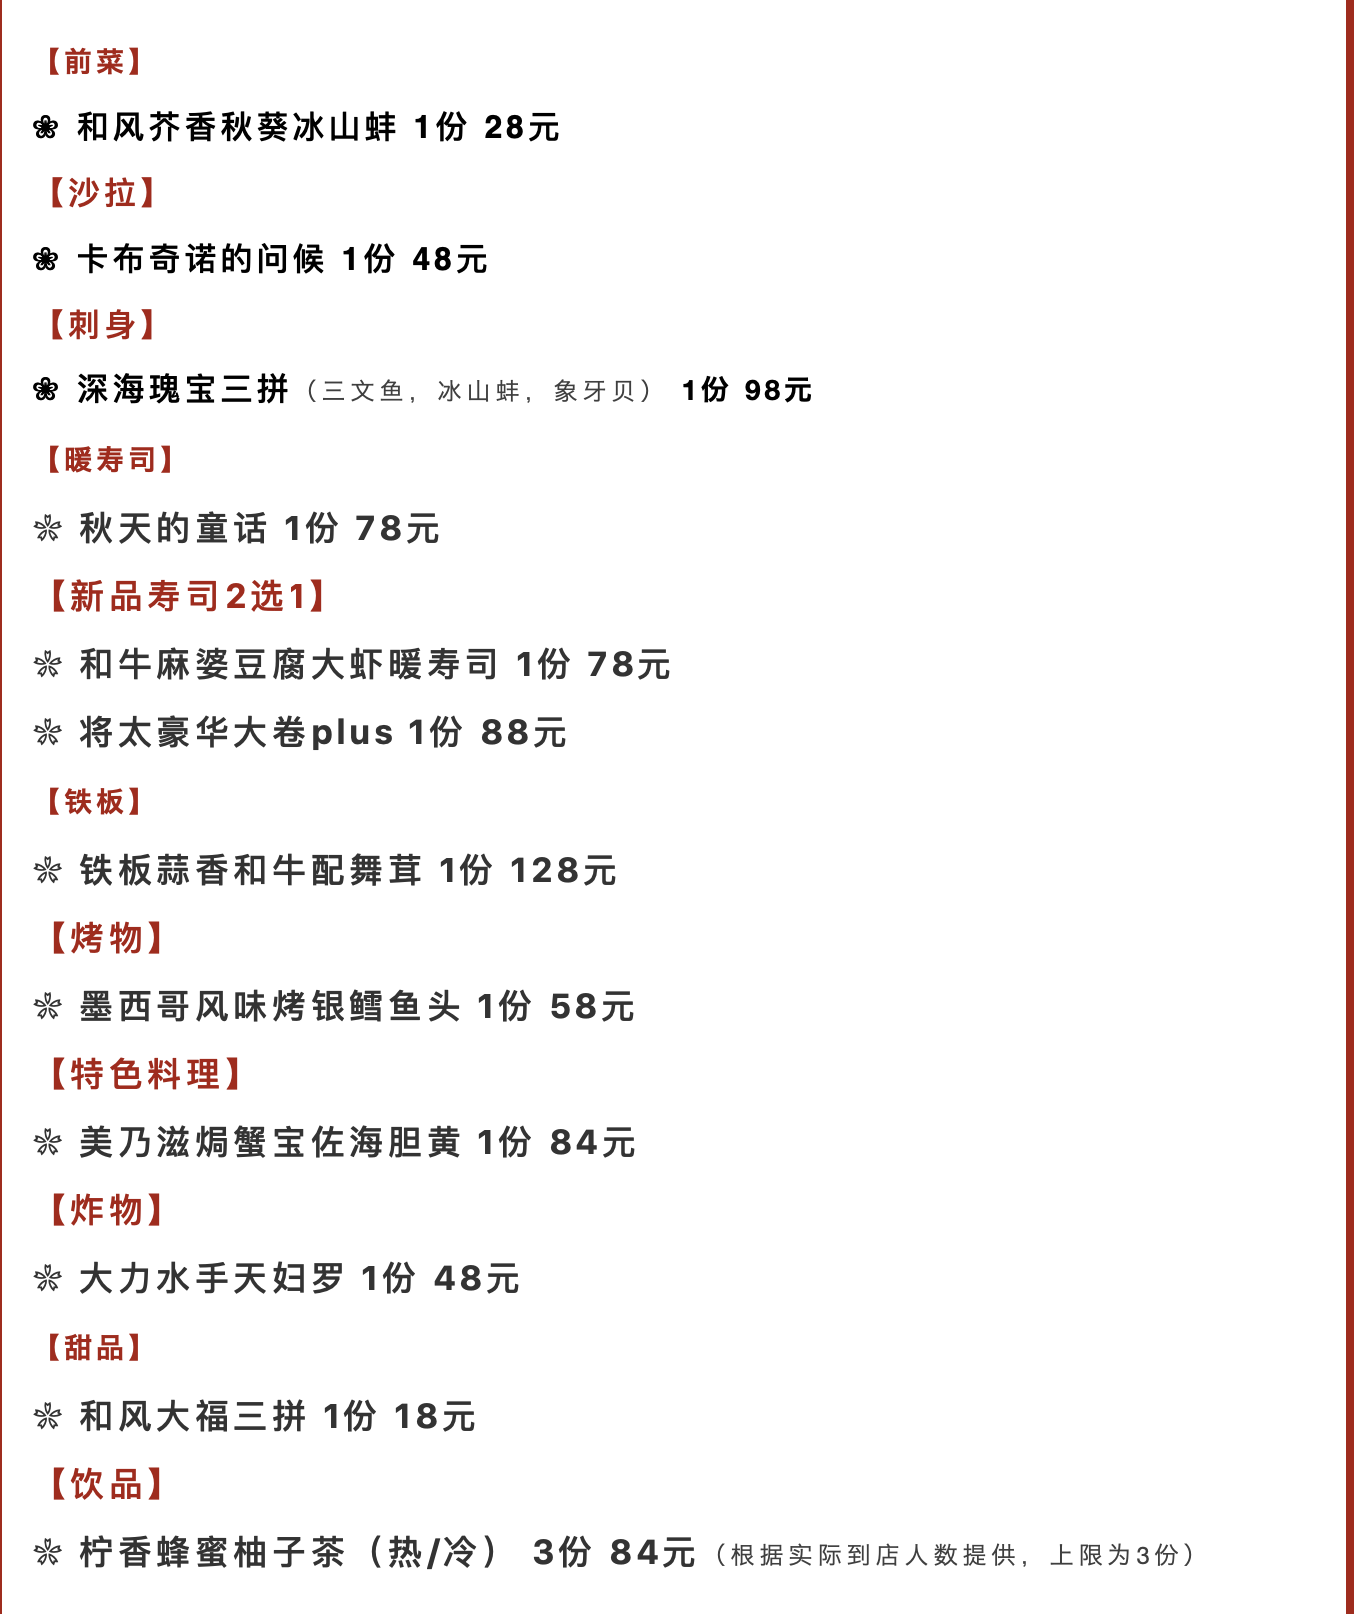 【前菜】
❀ 和风芥香秋葵冰山蚌 1份 28元
【沙拉】
❀ 卡布奇诺的问候 1份 48元
【刺身】
❀ 深海瑰宝三拼（三文鱼，冰山蚌，象牙贝） 1份 98元
【暖寿司】
❀ 秋天的童话 1份 78元
【新品寿司2选1】
❀ 和牛麻婆豆腐大虾暖寿司 1份 78元
❀ 将太豪华大卷plus 1份 88元
【铁板】
❀ 铁板蒜香和牛配舞茸 1份 128元
【烤物】
❀ 墨西哥风味烤银鳕鱼头 1份 58元
【特色料理】
❀ 美乃滋焗蟹宝佐海胆黄 1份 84元
【炸物】
❀ 大力水手天妇罗 1份 48元
【甜品】
❀ 和风大福三拼 1份 18元
【饮品】
❀ 柠香蜂蜜柚子茶（热/冷） 3份 84元（根据实际到店人数提供，上限为3份）